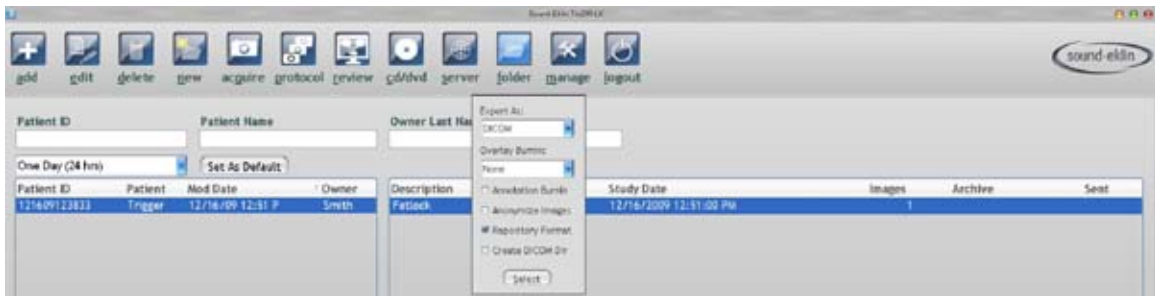 Sound-Eklin TruDR LX
add edit delete new acquire protocol review cd/dvd server folder manage logout
sound-eklin
Patient ID Patient Name Owner Last Na
Export As:
DICOM
Overlay Burnin:
None
Annotation Burnin
Anonymize Images
Repository Format
Create DICOM Dir
Select
One Day (24 hrs) Set As Default
Patient ID Patient Mod Date Owner Description Study Date Images Archive Sent
121609123833 Trigger 12/16/09 12:51 P Smith Fetlock 12/16/2009 12:51:00 PM 1